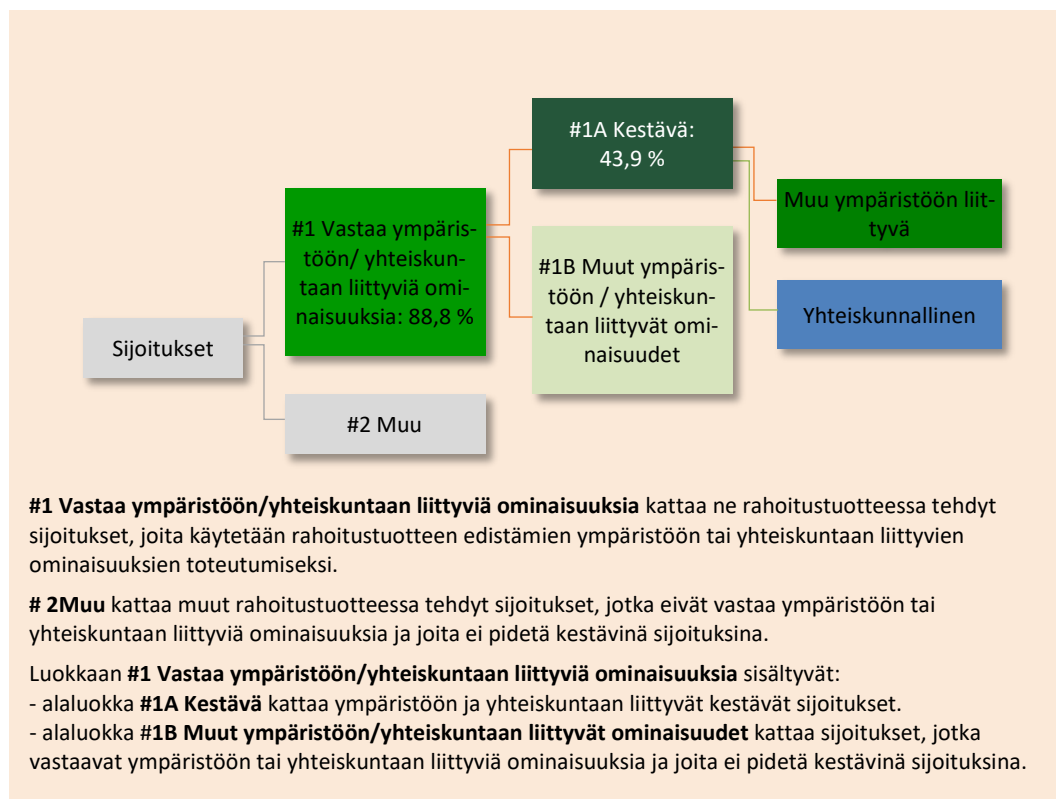 #1A Kestävä:
43,9 %
Muu ympäristöön liit-
tyvä
#1 Vastaa ympäris-
töön/ yhteiskun-
taan liittyviä omi-
naisuuksia: 88,8 %
#1B Muut ympäris-
töön / yhteiskun-
taan liittyvät omi-
naisuudet
Yhteiskunnallinen
Sijoitukset
#2 Muu
#1 Vastaa ympäristöön/yhteiskuntaan liittyviä ominaisuuksia kattaa ne rahoitustuotteessa tehdyt
sijoitukset, joita käytetään rahoitustuotteen edistämien ympäristöön tai yhteiskuntaan liittyvien
ominaisuuksien toteutumiseksi.
# 2Muu kattaa muut rahoitustuotteessa tehdyt sijoitukset, jotka eivät vastaa ympäristöön tai
yhteiskuntaan liittyviä ominaisuuksia ja joita ei pidetä kestävinä sijoituksina.
Luokkaan #1 Vastaa ympäristöön/yhteiskuntaan liittyviä ominaisuuksia sisältyvät:
- alaluokka #1A Kestävä kattaa ympäristöön ja yhteiskuntaan liittyvät kestävät sijoitukset.
- alaluokka #1B Muut ympäristöön/yhteiskuntaan liittyvät ominaisuudet kattaa sijoitukset, jotka
vastaavat ympäristöön tai yhteiskuntaan liittyviä ominaisuuksia ja joita ei pidetä kestävinä sijoituksina.